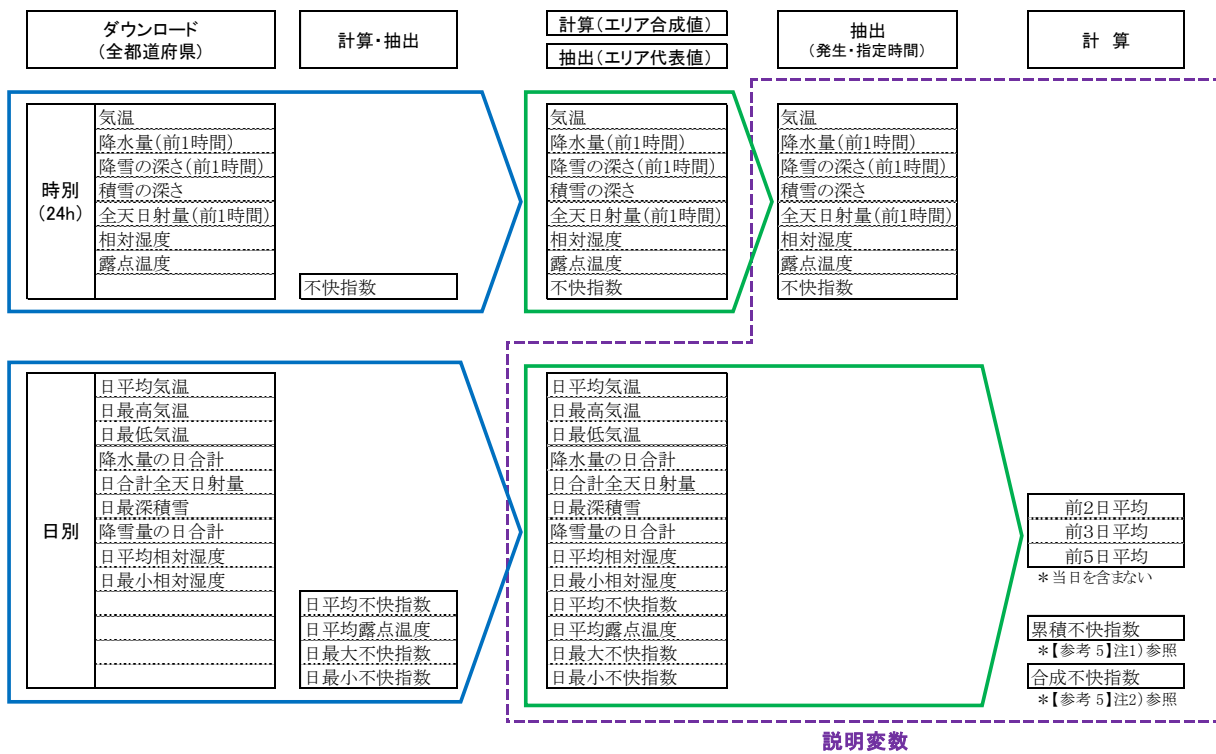 ダウンロード
(全都道府県)
計算・抽出
計算(エリア合成値)
抽出(エリア代表値)
抽出
(発生・指定時間)
計 算
時別
(24h)
気温
降水量(前1時間)
降雪の深さ(前1時間)
積雪の深さ
全天日射量(前1時間)
相対湿度
露点温度
不快指数
気温
降水量(前1時間)
降雪の深さ(前1時間)
積雪の深さ
全天日射量(前1時間)
相対湿度
露点温度
不快指数
気温
降水量(前1時間)
降雪の深さ(前1時間)
積雪の深さ
全天日射量(前1時間)
相対湿度
露点温度
不快指数
日別
日平均気温
日最高気温
日最低気温
降水量の日合計
日合計全天日射量
日最深積雪
降雪量の日合計
日平均相対湿度
日最小相対湿度
日平均不快指数
日平均露点温度
日最大不快指数
日最小不快指数
日平均気温
日最高気温
日最低気温
降水量の日合計
日合計全天日射量
日最深積雪
降雪量の日合計
日平均相対湿度
日最小相対湿度
日平均不快指数
日平均露点温度
日最大不快指数
日最小不快指数
前2日平均
前3日平均
前5日平均
＊当日を含まない
累積不快指数
＊【参考 5】注1)参照
合成不快指数
＊【参考 5】注2)参照
説明変数